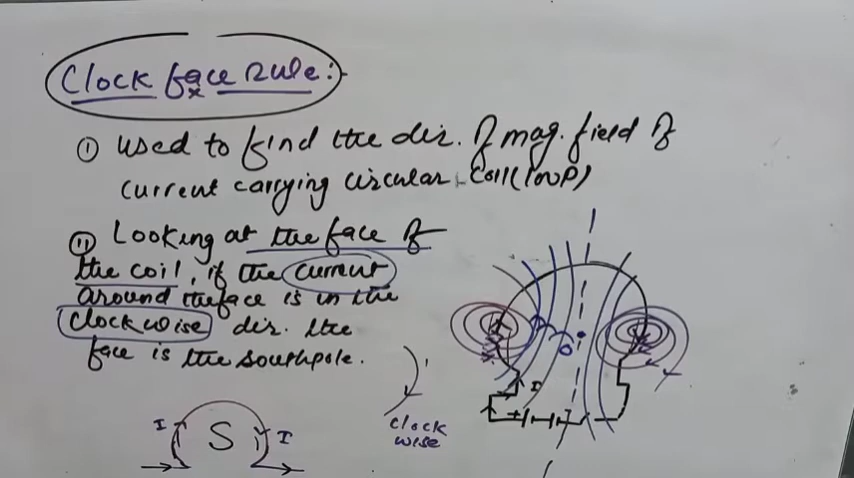 Clock face Rule:-
① Used to find the dir. of mag. field of
current carrying circular coil(loop)
② Looking at the face of
the coil, if the current
around the face is in the
clockwise dir. the
face is the southpole.
I S I
clock
wise
I
+ -